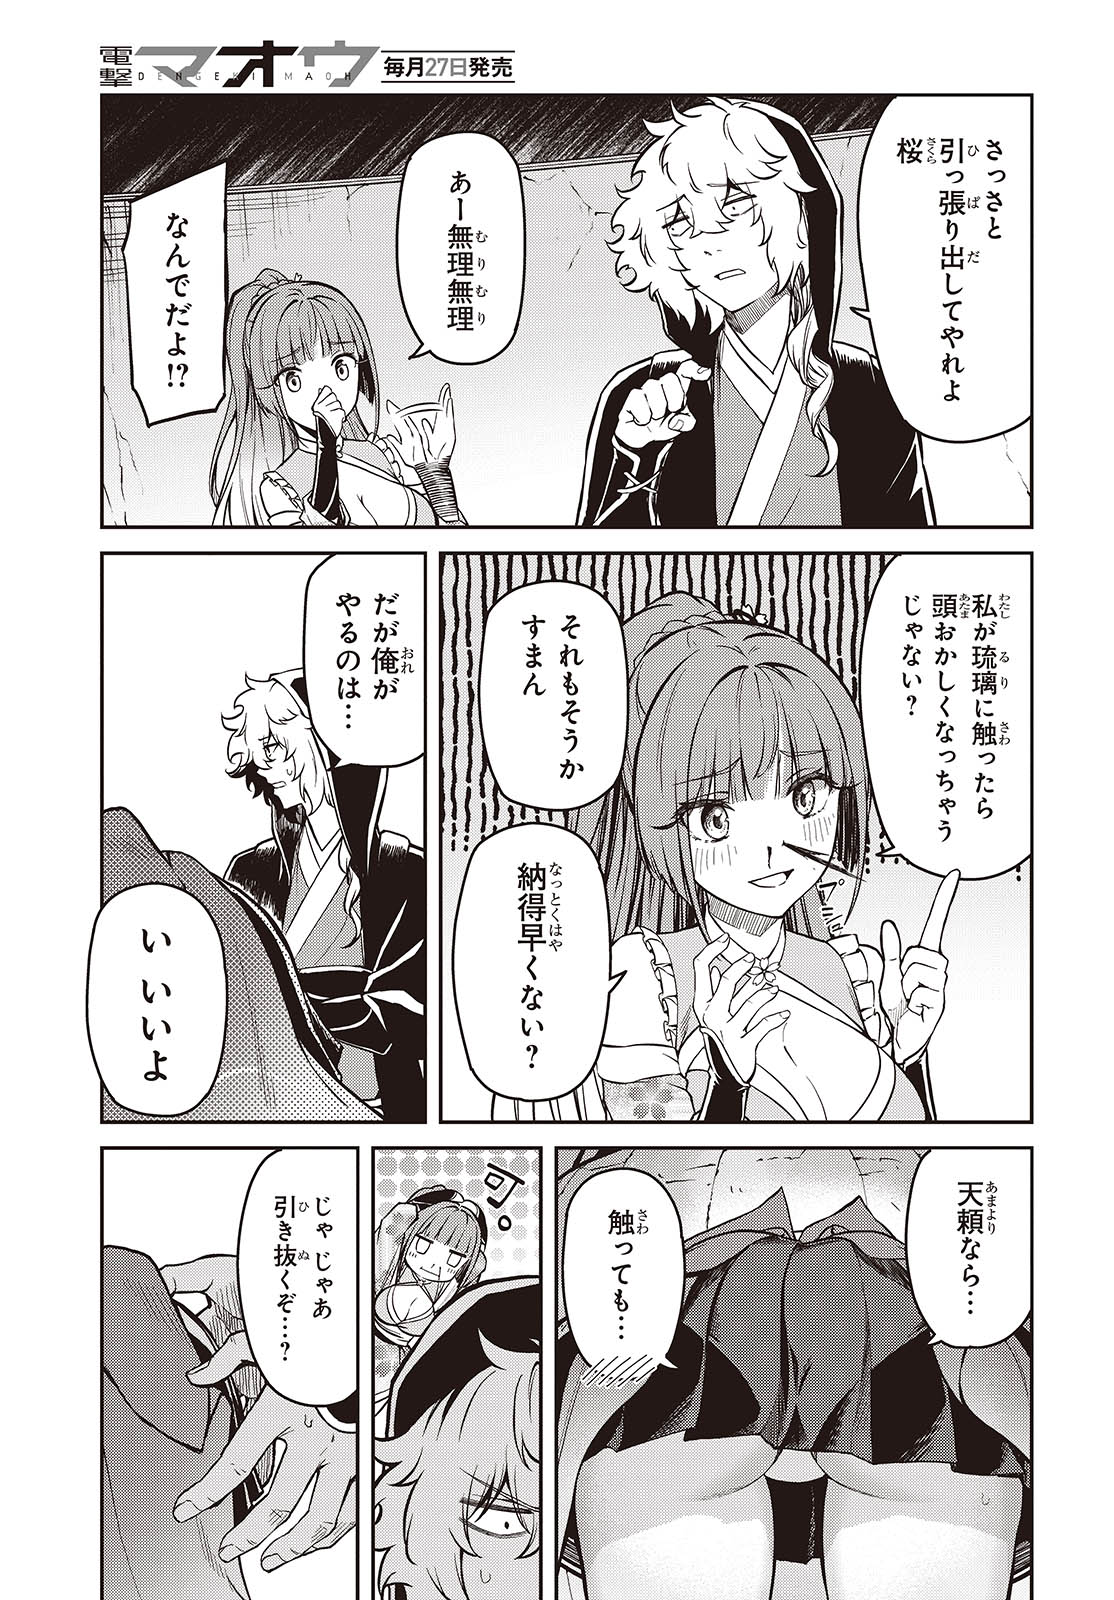 電撃マオウ
DENGEKI MAOH
毎月27日発売
さっさと
引っ張り出してやれよ
桜
あー無理無理
なんでだよ!?
私が琉璃に触ったら
頭おかしくなっちゃう
じゃない?
それもそうか
すまん
納得早くない?
だが俺が
やるのは…
い いいよ
天頼なら…
触っても…
可。
じゃ じゃあ
引き抜くぞ…?